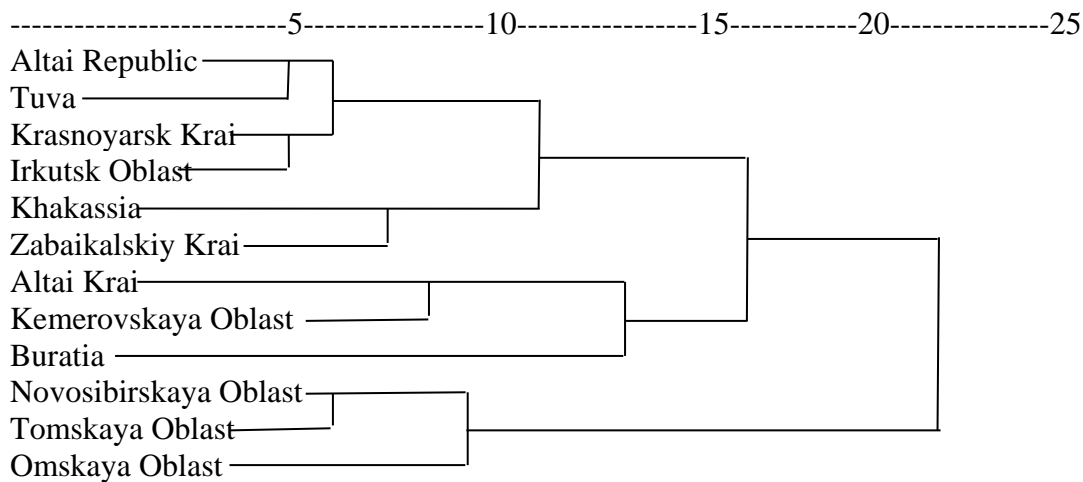 -------------------------5----------------10------------------15------------20---------------25
Altai Republic
Tuva
Krasnoyarsk Krai
Irkutsk Oblast
Khakassia
Zabaikalskiy Krai
Altai Krai
Kemerovskaya Oblast
Buratia
Novosibirskaya Oblast
Tomskaya Oblast
Omskaya Oblast